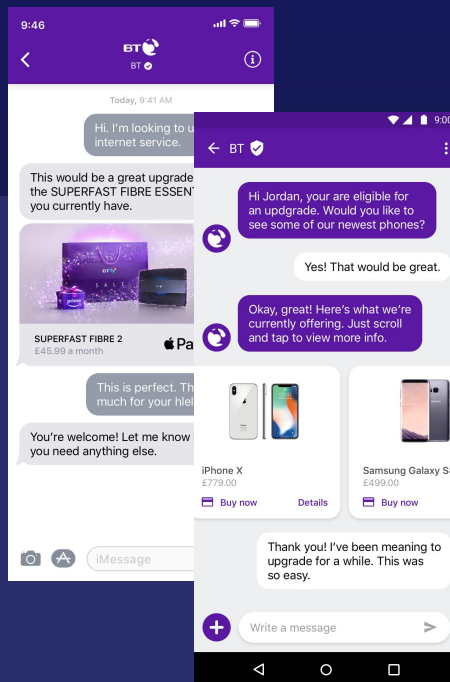 9:46
BT
BT
Today, 9:41 AM
Hi. I'm looking to
internet service.
This would be a great upgrade
the SUPERFAST FIBRE
you currently have.
BT
SALE
SUPERFAST FIBRE 2
£45.99 a month
This is perfect.
much for your hlel
You're welcome! Let me know
you need anything else.
iMessage
9:00
BT
Hi Jordan, your are eligible for
an updgrade. Would you like to
see some of our newest phones?
Yes! That would be great.
Okay, great! Here's what we're
currently offering. Just scroll
and tap to view more info.
iPhone X
£779.00
Buy now Details
Samsung Galaxy
£499.00
Buy now
Thank you! I've been meaning to
upgrade for a while. This was
so easy.
Write a message